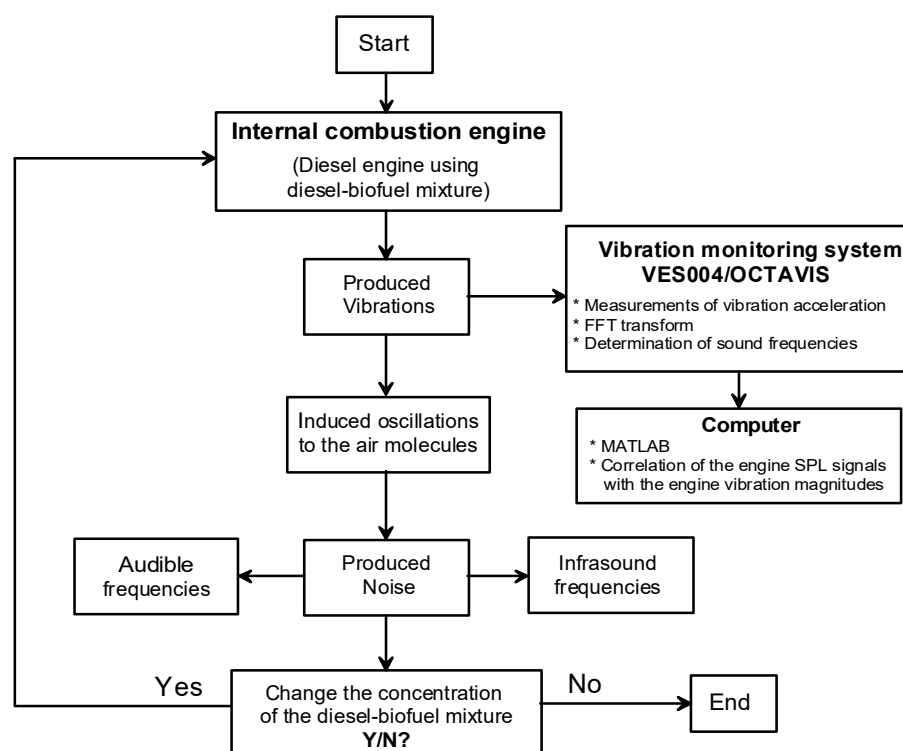 Start
Internal combustion engine
(Diesel engine using
diesel-biofuel mixture)
Produced
Vibrations
Vibration monitoring system
VES004/OCTAVIS
* Measurements of vibration acceleration
* FFT transform
* Determination of sound frequencies
Induced oscillations
to the air molecules
Computer
* MATLAB
* Correlation of the engine SPL signals
with the engine vibration magnitudes
Audible
frequencies
Produced
Noise
Infrasound
frequencies
Yes
Change the concentration
of the diesel-biofuel mixture
Y/N?
No
End